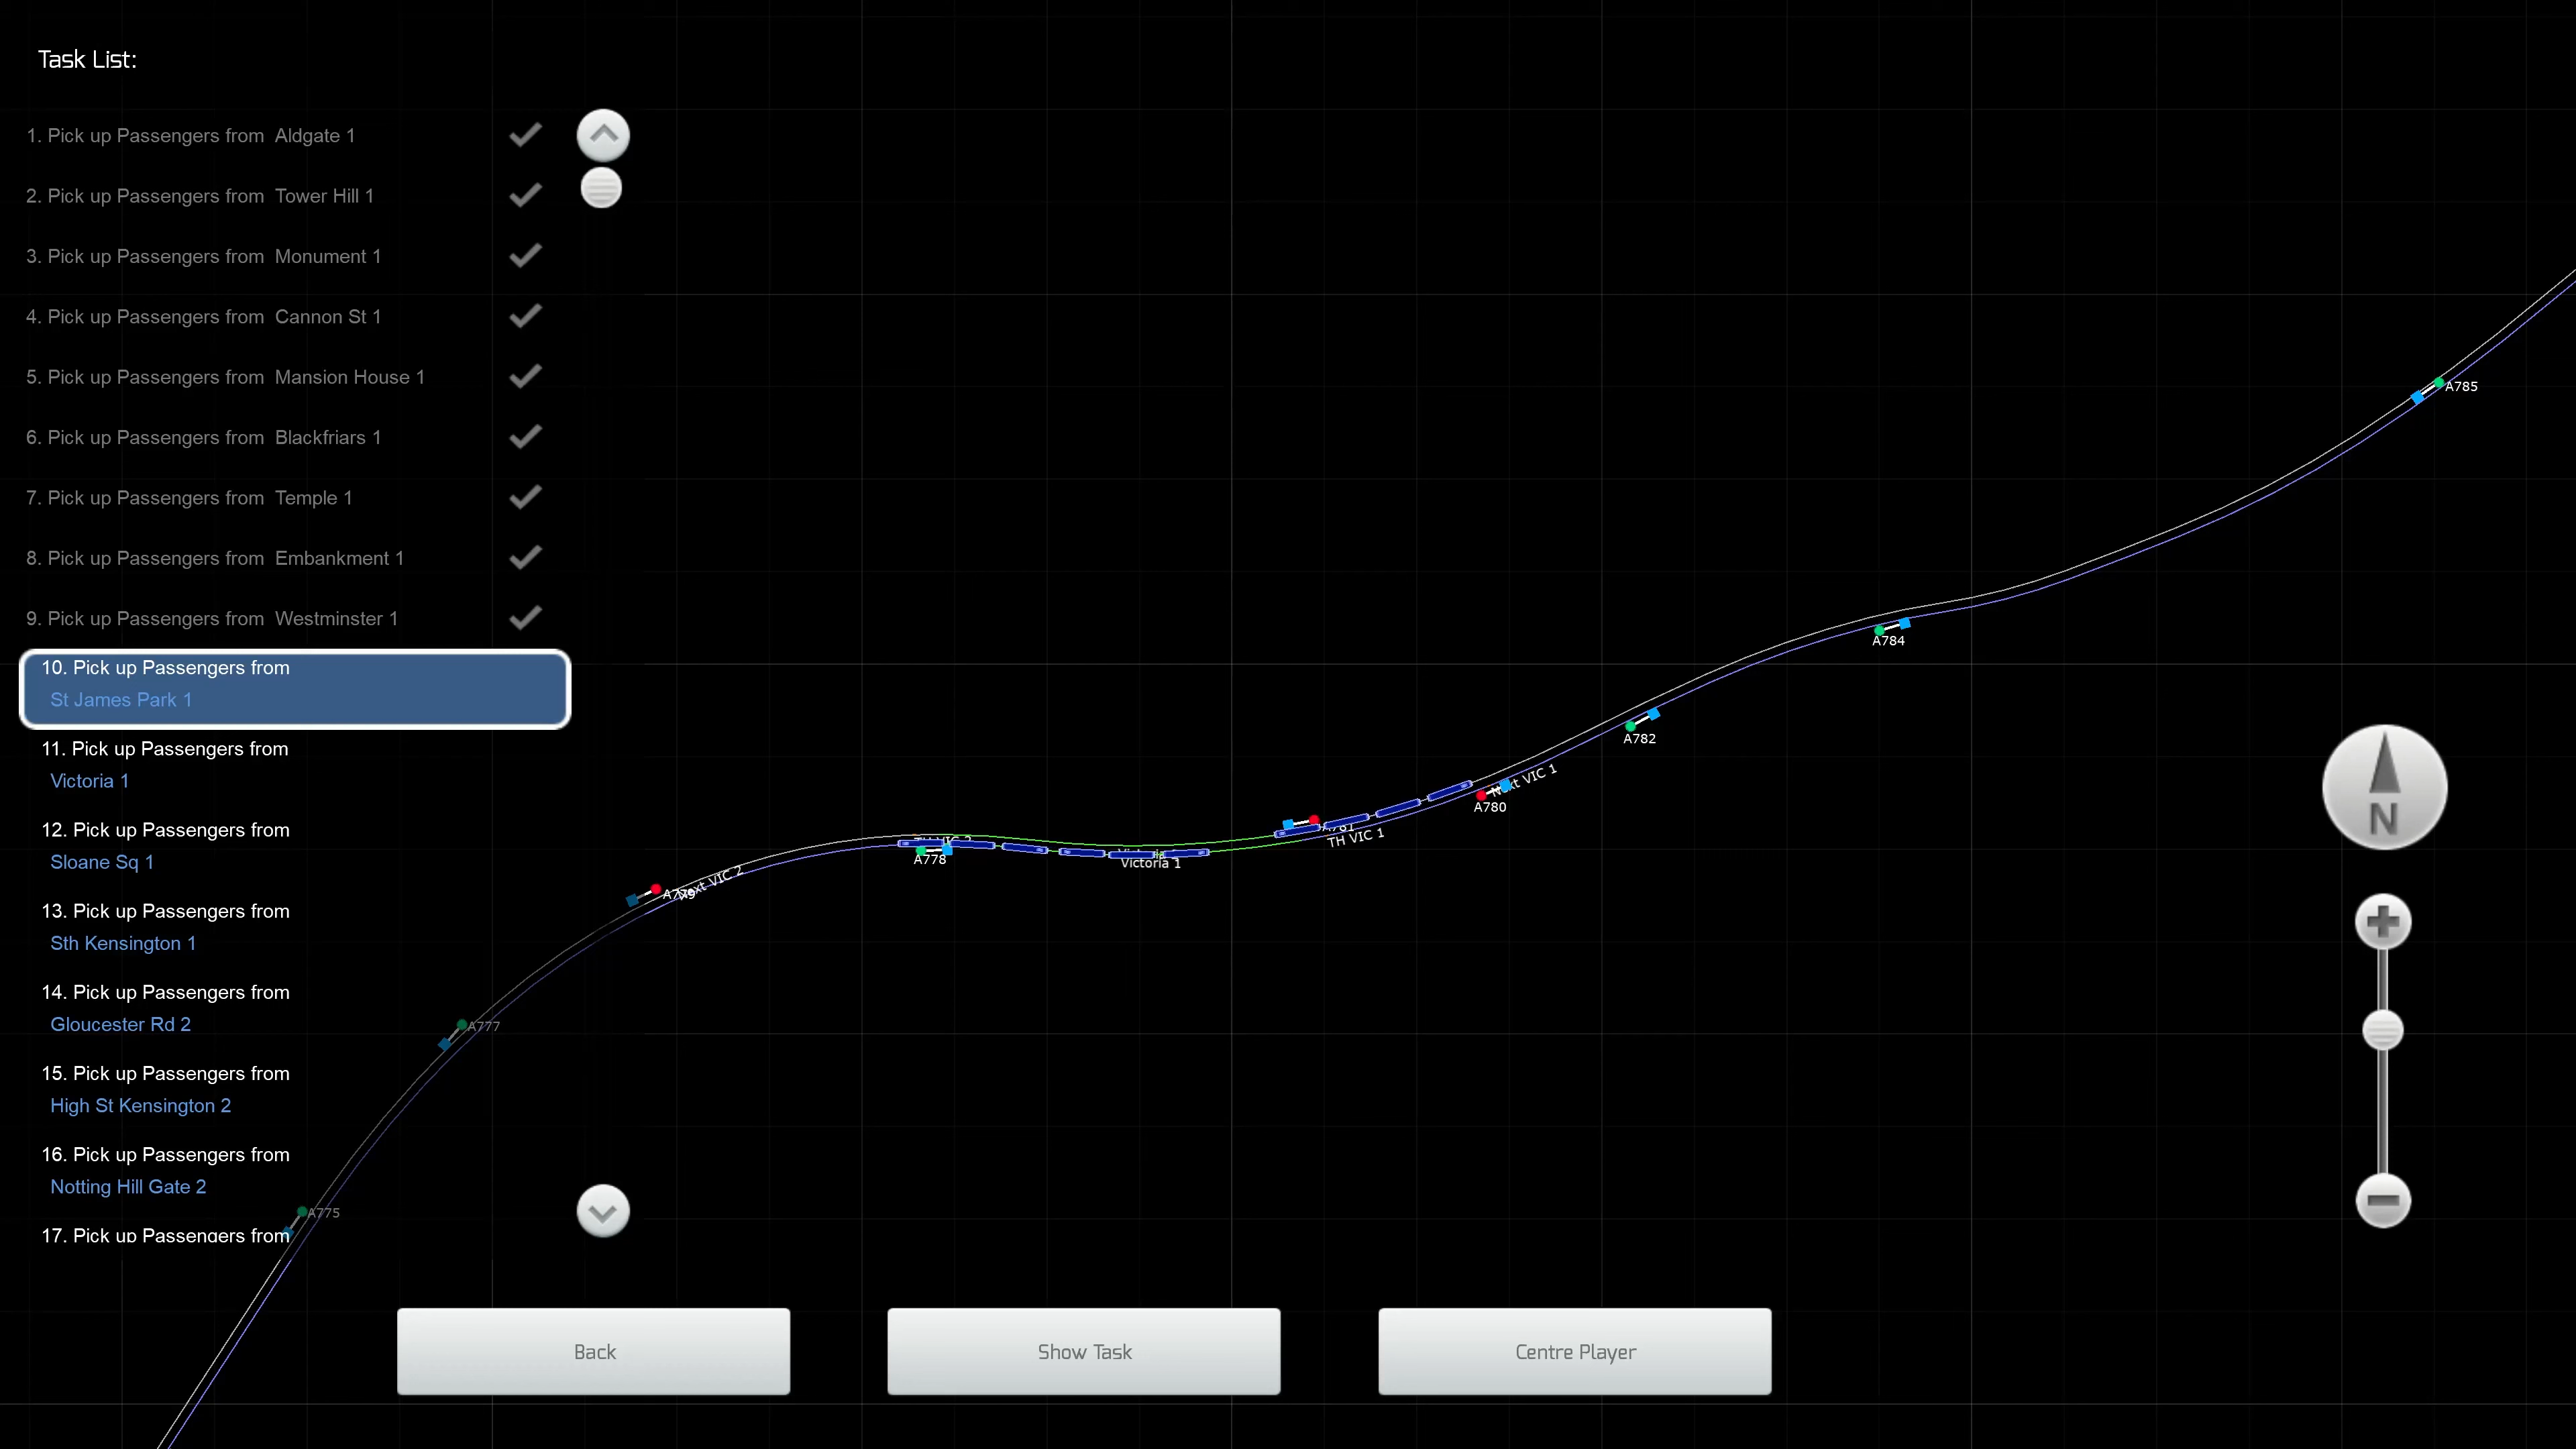 Task List:
1. Pick up Passengers from Aldgate 1
2. Pick up Passengers from Tower Hill 1
3. Pick up Passengers from Monument 1
4. Pick up Passengers from Cannon St 1
5. Pick up Passengers from Mansion House 1
6. Pick up Passengers from Blackfriars 1
7. Pick up Passengers from Temple 1
8. Pick up Passengers from Embankment 1
9. Pick up Passengers from Westminster 1
10. Pick up Passengers from
St James Park 1
11. Pick up Passengers from
Victoria 1
12. Pick up Passengers from
Sloane Sq 1
13. Pick up Passengers from
Sth Kensington 1
14. Pick up Passengers from
Gloucester Rd 2
15. Pick up Passengers from
High St Kensington 2
16. Pick up Passengers from
Notting Hill Gate 2
17. Pick up Passengers from
A785
A784
A782
Next VIC 1
A780
TH VIC 1
Victoria 1
A778
Next VIC 2
A777
A775
N
Back
Show Task
Centre Player